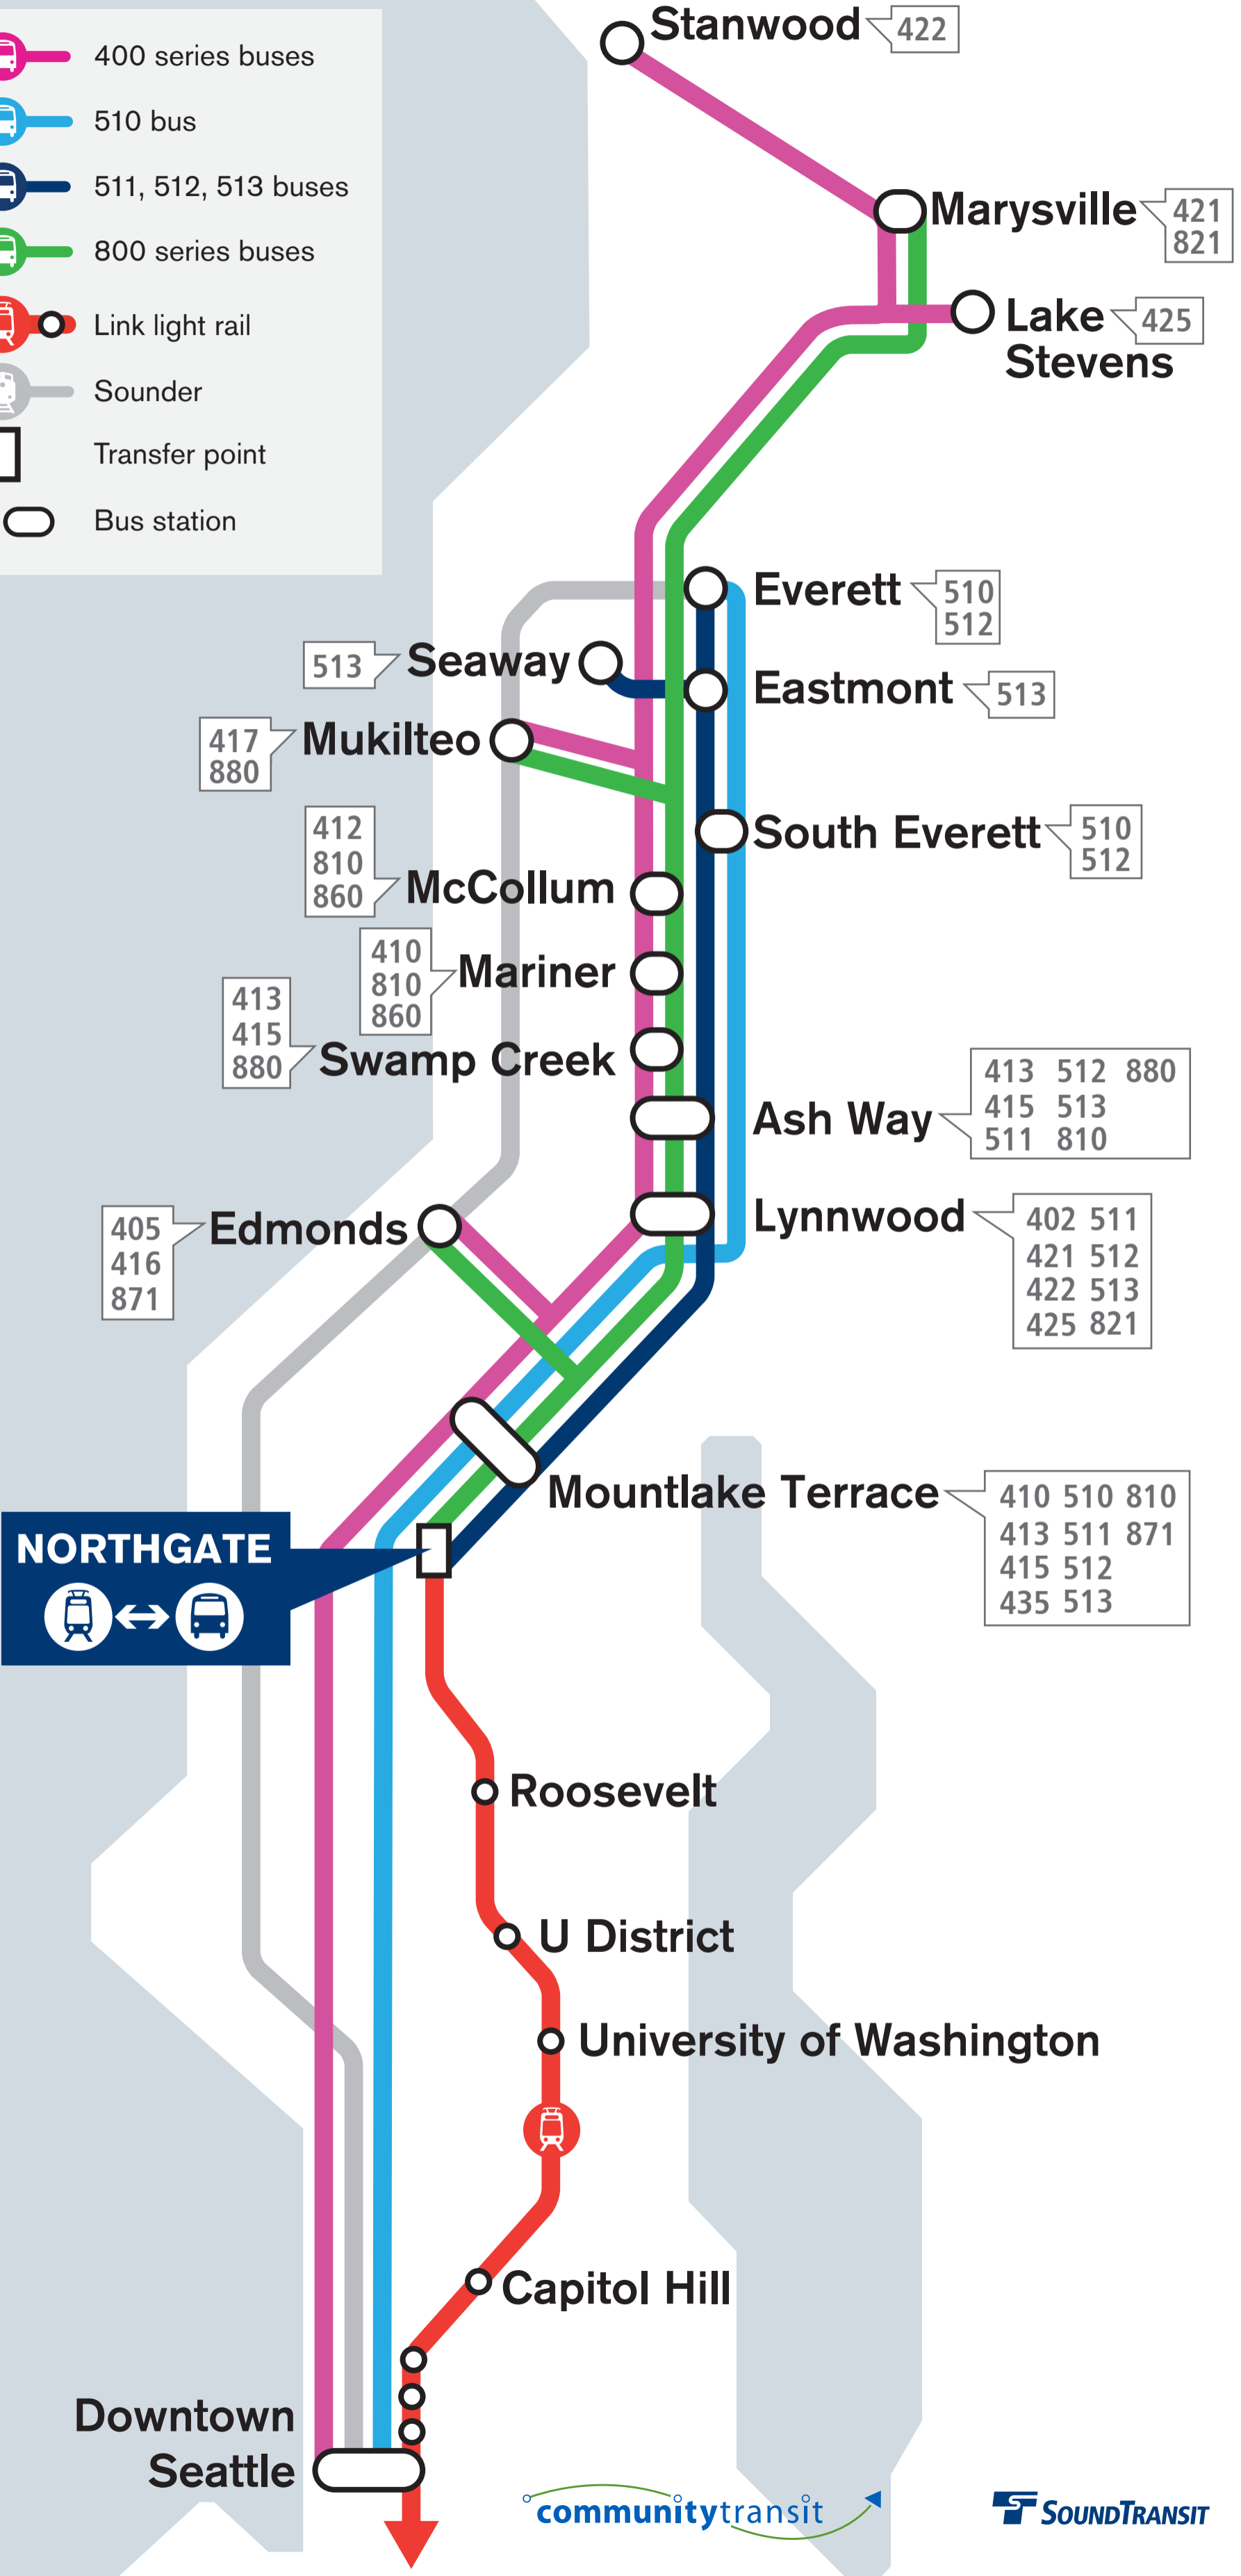 400 series buses
510 bus
511, 512, 513 buses
800 series buses
Link light rail
Sounder
Transfer point
Bus station
Stanwood
422
Marysville
421
821
Lake
Stevens
425
Everett
510
512
513
Seaway
Eastmont
513
417
880
Mukilteo
South Everett
510
512
412
810
860
McCollum
410
810
860
Mariner
413
415
880
Swamp Creek
Ash Way
413 512 880
415 513
511 810
405
416
871
Edmonds
Lynnwood
402 511
421 512
422 513
425 821
Mountlake Terrace
410 510 810
413 511 871
415 512
435 513
NORTHGATE
Roosevelt
U District
University of Washington
Capitol Hill
Downtown
Seattle
communitytransit
SOUNDTRANSIT